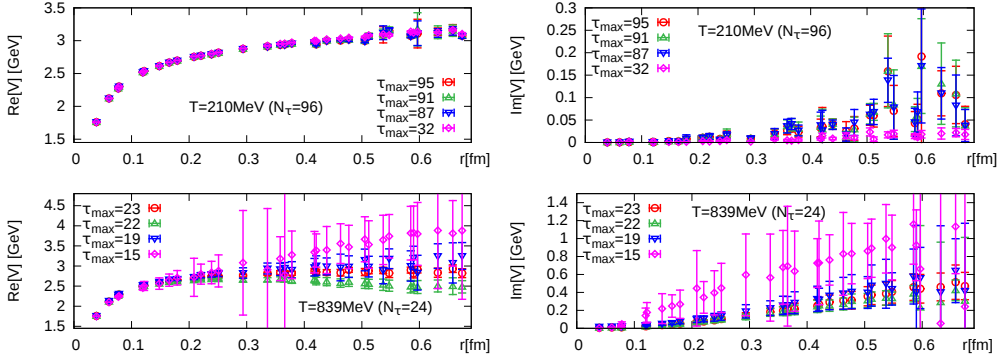 Re[V] [GeV]
3.5
3
2.5
2
1.5
T=210MeV (Nτ=96)
τmax=95
τmax=91
τmax=87
τmax=32
0 0.1 0.2 0.3 0.4 0.5 0.6 r[fm]
Im[V] [GeV]
0.3
0.25
0.2
0.15
0.1
0.05
0
τmax=95
τmax=91
τmax=87
τmax=32
T=210MeV (Nτ=96)
0 0.1 0.2 0.3 0.4 0.5 0.6 r[fm]
Re[V] [GeV]
4.5
4
3.5
3
2.5
2
1.5
τmax=23
τmax=22
τmax=19
τmax=15
T=839MeV (Nτ=24)
0 0.1 0.2 0.3 0.4 0.5 0.6 r[fm]
Im[V] [GeV]
1.4
1.2
1
0.8
0.6
0.4
0.2
0
τmax=23
τmax=22
τmax=19
τmax=15
T=839MeV (Nτ=24)
0 0.1 0.2 0.3 0.4 0.5 0.6 r[fm]